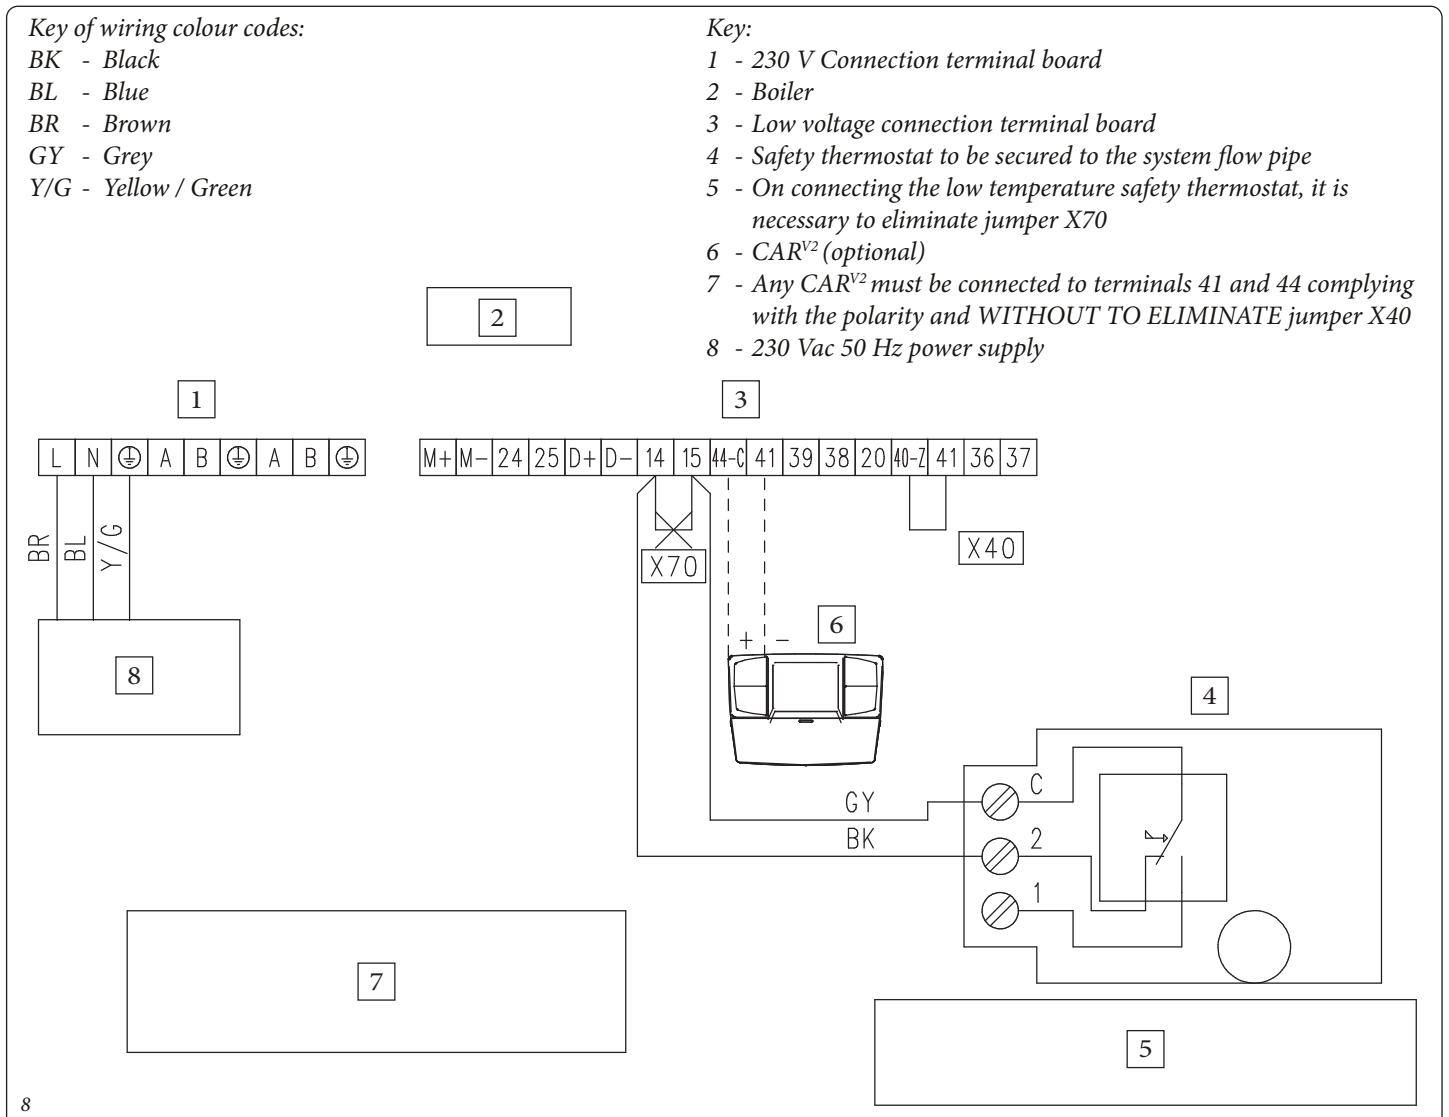 Key of wiring colour codes:
BK - Black
BL - Blue
BR - Brown
GY - Grey
Y/G - Yellow / Green
Key:
1 - 230 V Connection terminal board
2 - Boiler
3 - Low voltage connection terminal board
4 - Safety thermostat to be secured to the system flow pipe
5 - On connecting the low temperature safety thermostat, it is
necessary to eliminate jumper X70
6 - CARV2 (optional)
7 - Any CARV2 must be connected to terminals 41 and 44 complying
with the polarity and WITHOUT TO ELIMINATE jumper X40
8 - 230 Vac 50 Hz power supply
2
1
3
L N A B A B
M+ M- 24 25 D+ D- 14 15 44-C 41 39 38 20 40-Z 41 36 37
BR BL Y/G
X70
X40
+ -
6
8
4
GY
BK
C
2
1
7
5
8